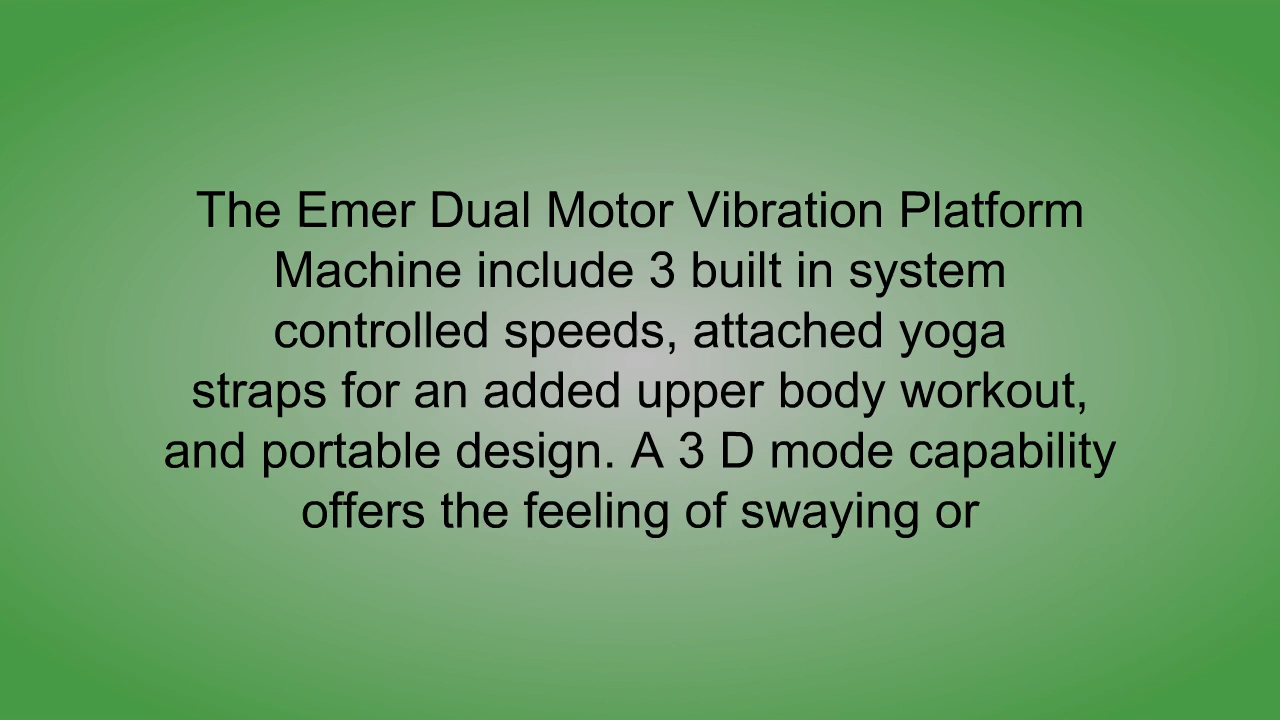 The Emer Dual Motor Vibration Platform
Machine include 3 built in system
controlled speeds, attached yoga
straps for an added upper body workout,
and portable design. A 3 D mode capability
offers the feeling of swaying or